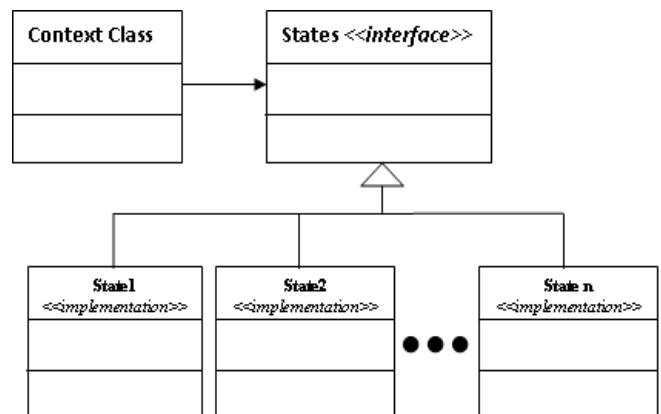 Context Class
States <<interface>>
State1
<<implementation>>
State2
<<implementation>>
State n
<<implementation>>